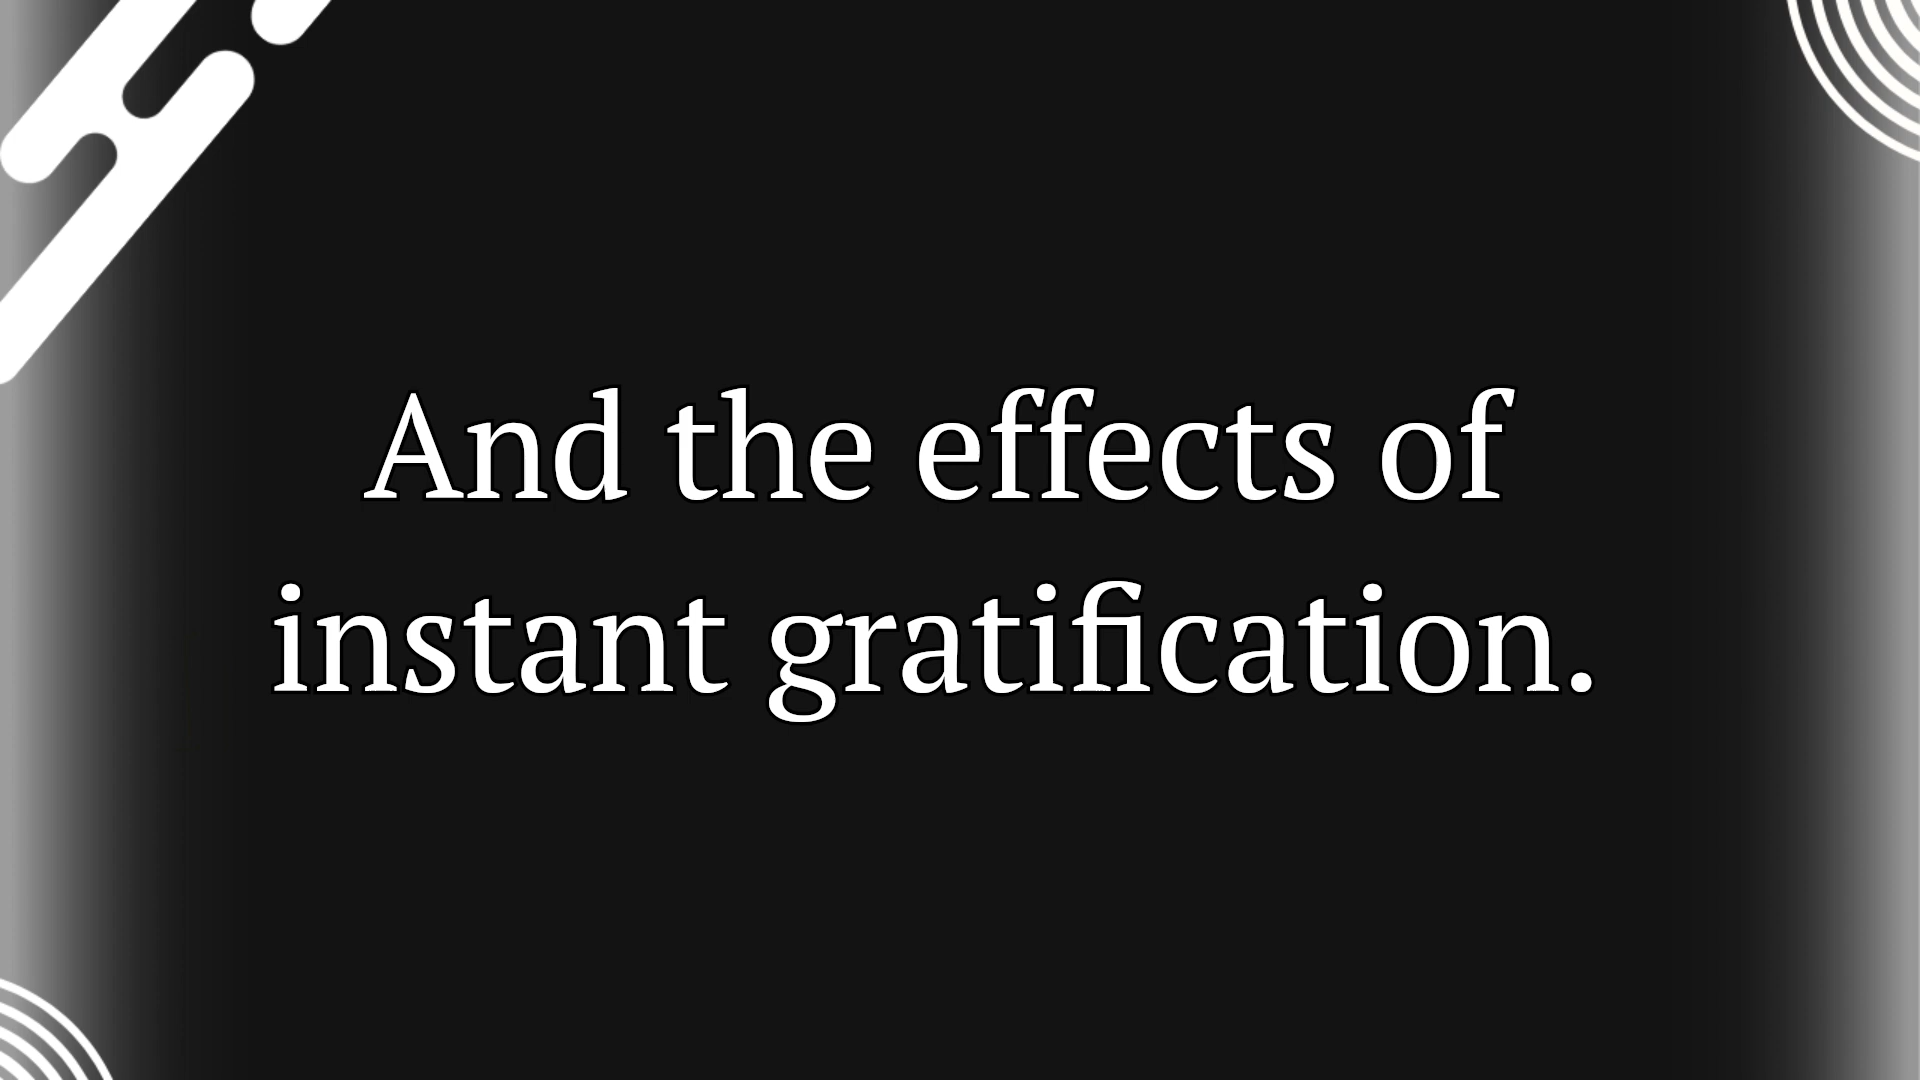 And the effects of
instant gratification.